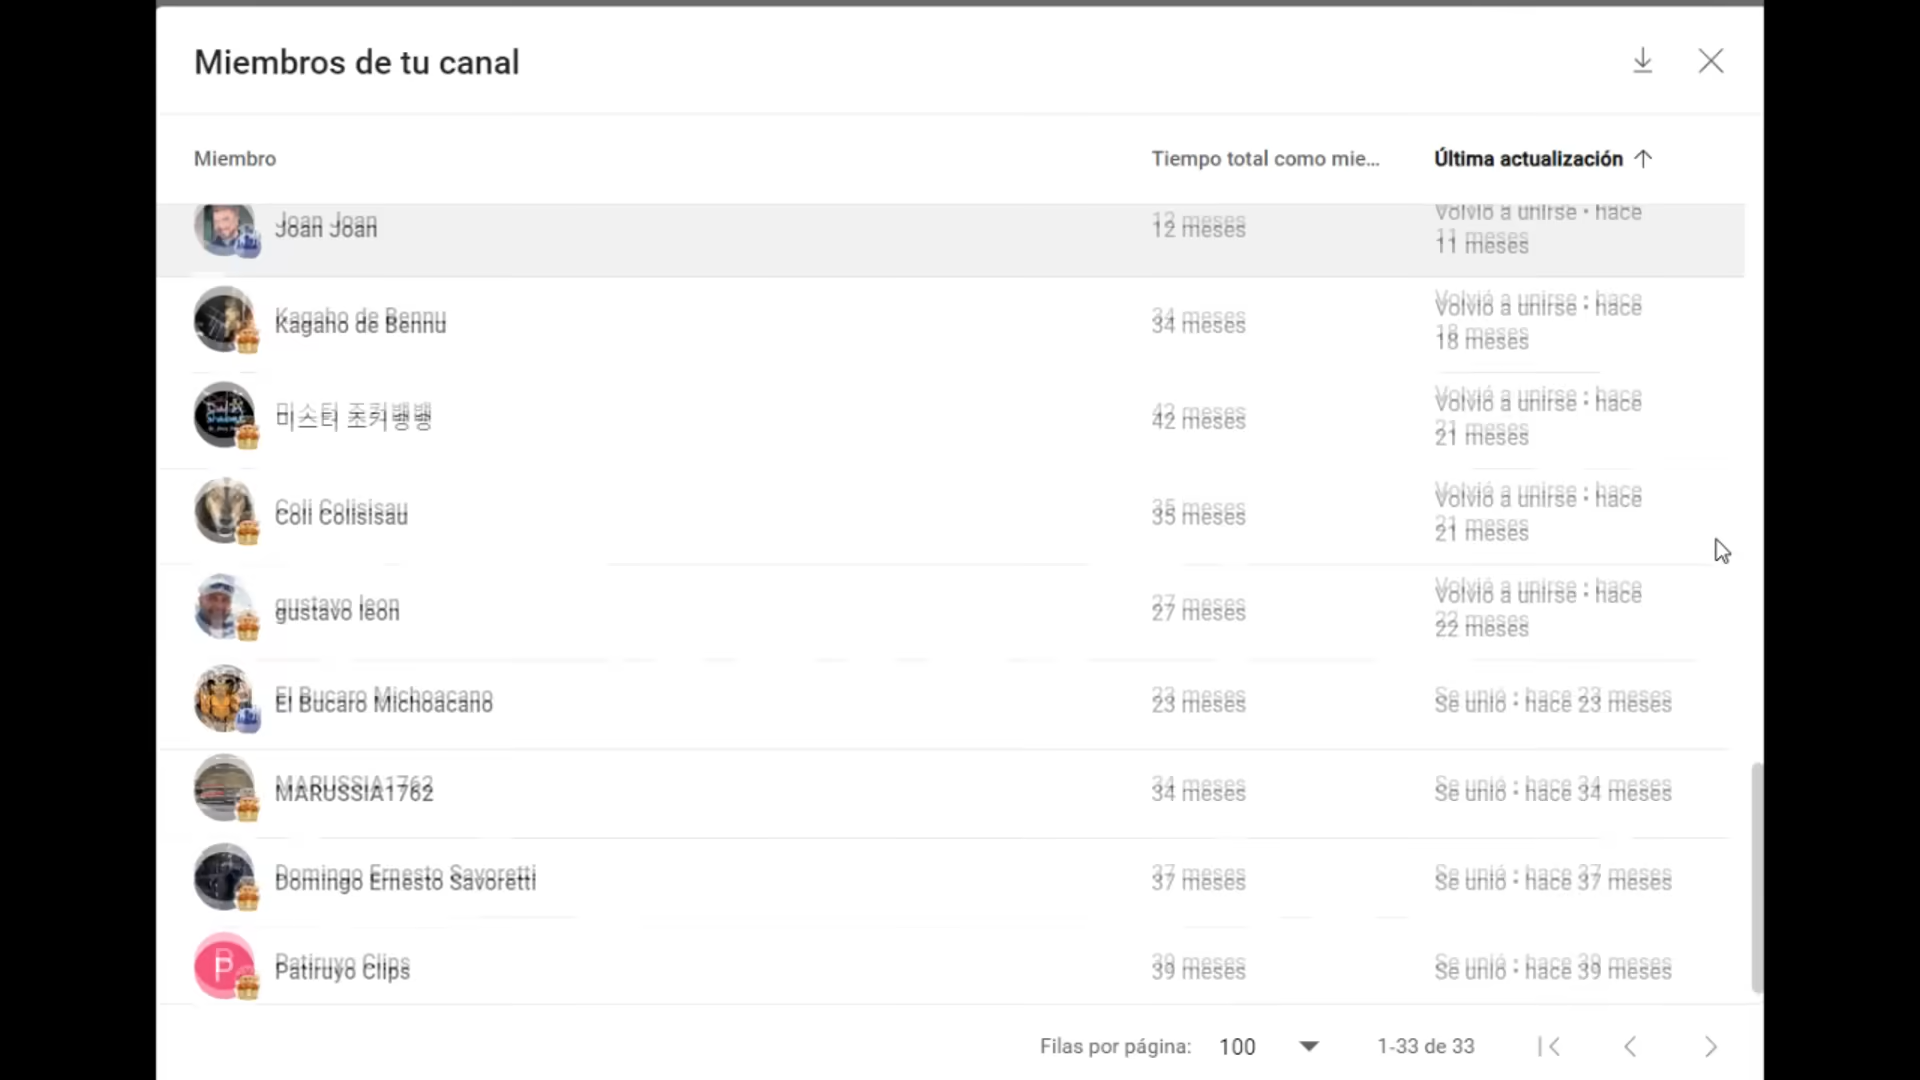 Miembros de tu canal
Miembro
Tiempo total como mie...
Última actualización
Joan Joan
12 meses
Volvió a unirse • hace
11 meses
Kagaho de Bennu
34 meses
Volvió a unirse • hace
18 meses
미스터 조커뱅뱅
42 meses
Volvió a unirse • hace
21 meses
Coli Colisisau
35 meses
Volvió a unirse • hace
21 meses
gustavo leon
27 meses
Volvió a unirse • hace
22 meses
El Bucaro Michoacano
23 meses
Se unió • hace 23 meses
MARUSSIA1762
34 meses
Se unió • hace 34 meses
Domingo Ernesto Savoretti
37 meses
Se unió • hace 37 meses
P
Patiruyo Clips
39 meses
Se unió • hace 39 meses
Filas por página:
100
1-33 de 33